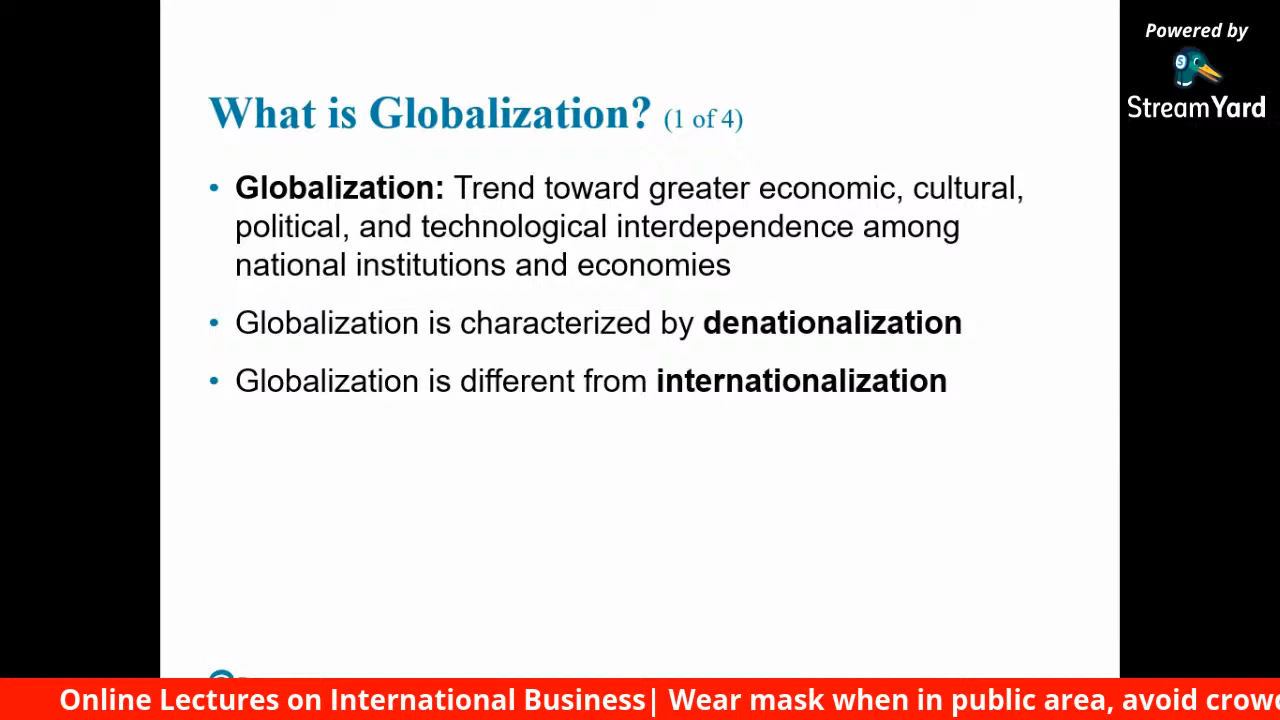 Powered by
StreamYard
What is Globalization? (1 of 4)
• Globalization: Trend toward greater economic, cultural,
political, and technological interdependence among
national institutions and economies
• Globalization is characterized by denationalization
• Globalization is different from internationalization
Online Lectures on International Business| Wear mask when in public area, avoid